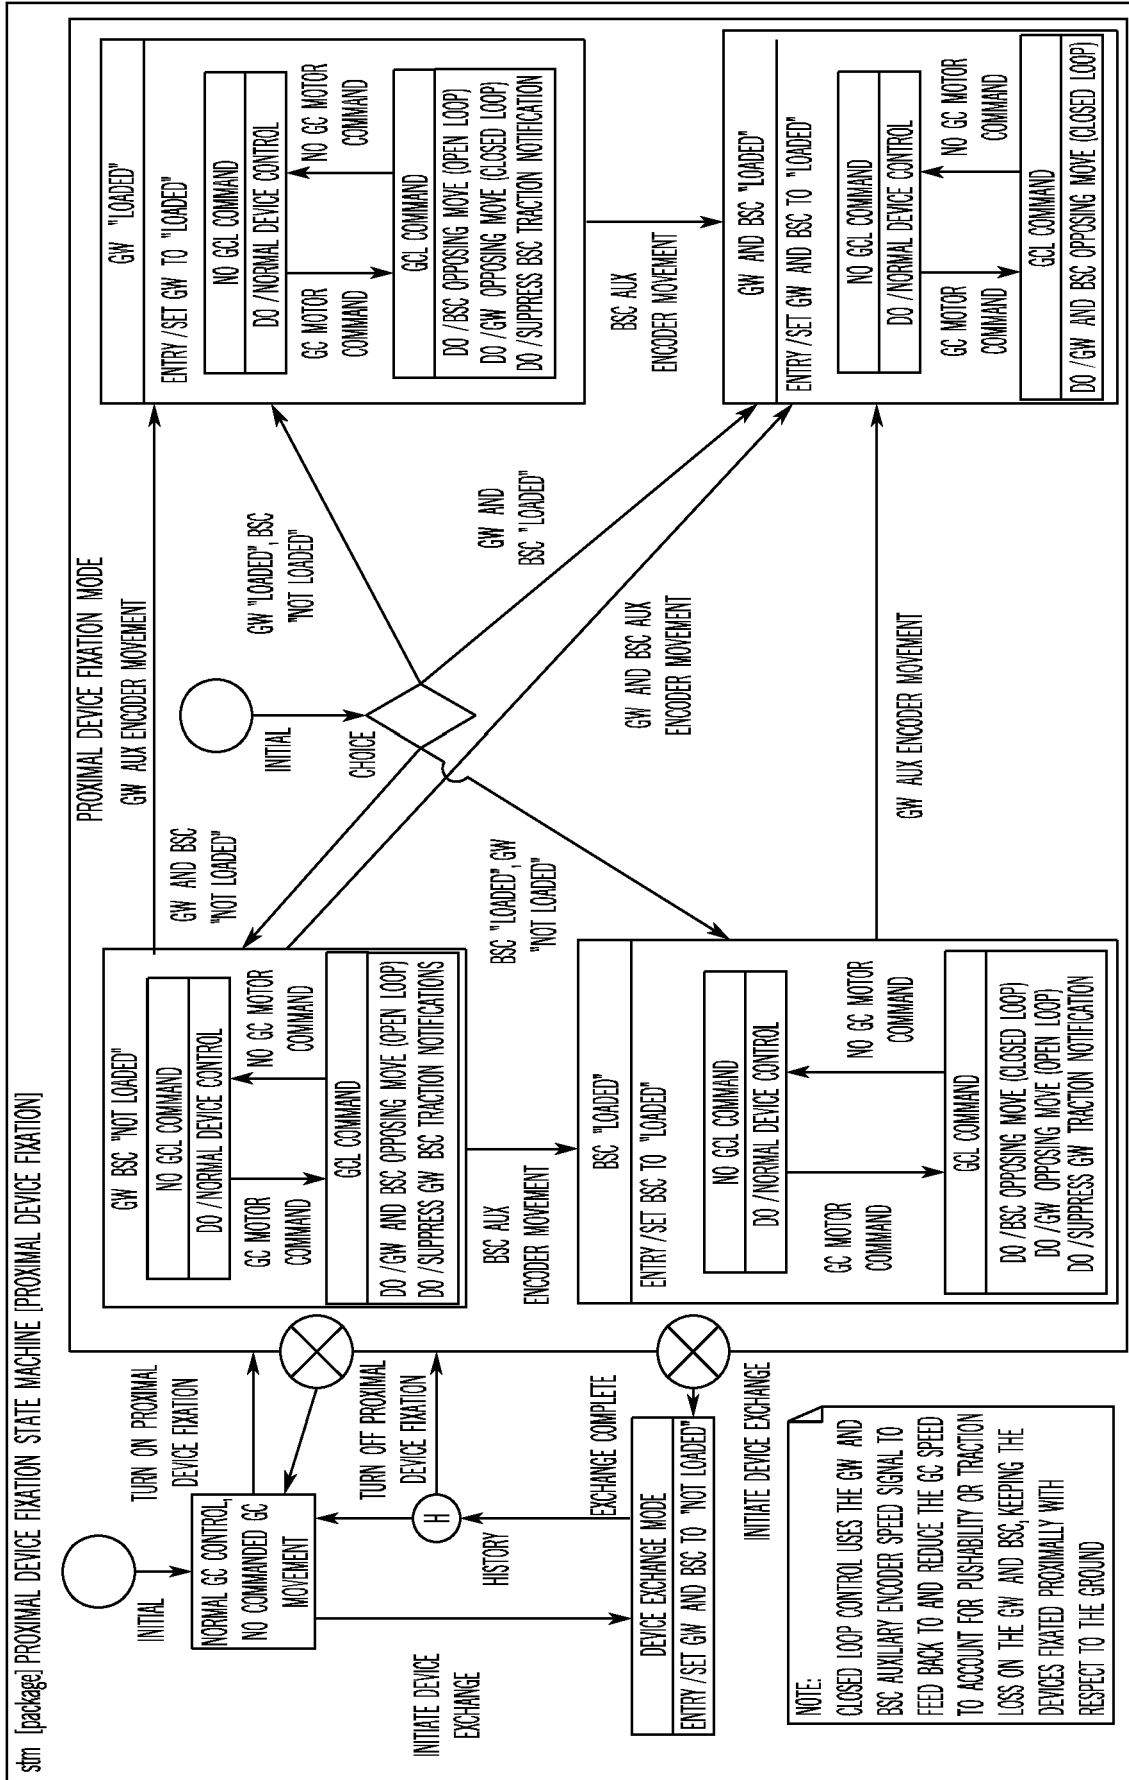 stm [package] PROXIMAL DEVICE FIXATION STATE MACHINE [PROXIMAL DEVICE FIXATION]
INITIAL
NORMAL GC CONTROL,
NO COMMANDED GC
MOVEMENT
TURN ON PROXIMAL
DEVICE FIXATION
TURN OFF PROXIMAL
DEVICE FIXATION
H
HISTORY
EXCHANGE COMPLETE
INITIATE DEVICE
EXCHANGE
DEVICE EXCHANGE MODE
ENTRY/SET GW AND BSC TO "NOT LOADED"
INITIATE DEVICE EXCHANGE
NOTE:
CLOSED LOOP CONTROL USES THE GW AND
BSC AUXILIARY ENCODER SPEED SIGNAL TO
FEED BACK TO AND REDUCE THE GC SPEED
TO ACCOUNT FOR PUSHABILITY OR TRACTION
LOSS ON THE GW AND BSC, KEEPING THE
DEVICES FIXATED PROXIMALLY WITH
RESPECT TO THE GROUND
PROXIMAL DEVICE FIXATION MODE
GW AUX ENCODER MOVEMENT
GW BSC "NOT LOADED"
NO GCL COMMAND
DO /NORMAL DEVICE CONTROL
GC MOTOR
COMMAND
NO GC MOTOR
COMMAND
GCL COMMAND
DO /GW AND BSC OPPOSING MOVE (OPEN LOOP)
DO /SUPPRESS GW BSC TRACTION NOTIFICATIONS
GW AND BSC
"NOT LOADED"
INITIAL
CHOICE
GW "LOADED", BSC
"NOT LOADED"
GW AND
BSC "LOADED"
GW AND BSC AUX
ENCODER MOVEMENT
BSC "LOADED", GW
"NOT LOADED"
BSC AUX
ENCODER MOVEMENT
GW "LOADED"
ENTRY/SET GW TO "LOADED"
NO GCL COMMAND
DO /NORMAL DEVICE CONTROL
GC MOTOR
COMMAND
NO GC MOTOR
COMMAND
GCL COMMAND
DO /BSC OPPOSING MOVE (OPEN LOOP)
DO /GW OPPOSING MOVE (CLOSED LOOP)
DO /SUPPRESS BSC TRACTION NOTIFICATION
BSC AUX
ENCODER MOVEMENT
BSC "LOADED"
ENTRY/SET BSC TO "LOADED"
NO GCL COMMAND
DO /NORMAL DEVICE CONTROL
GC MOTOR
COMMAND
NO GC MOTOR
COMMAND
GCL COMMAND
DO /BSC OPPOSING MOVE (CLOSED LOOP)
DO /GW OPPOSING MOVE (OPEN LOOP)
DO /SUPPRESS GW TRACTION NOTIFICATION
GW AUX ENCODER MOVEMENT
GW AND BSC "LOADED"
ENTRY/SET GW AND BSC TO "LOADED"
NO GCL COMMAND
DO /NORMAL DEVICE CONTROL
GC MOTOR
COMMAND
NO GC MOTOR
COMMAND
GCL COMMAND
DO /GW AND BSC OPPOSING MOVE (CLOSED LOOP)